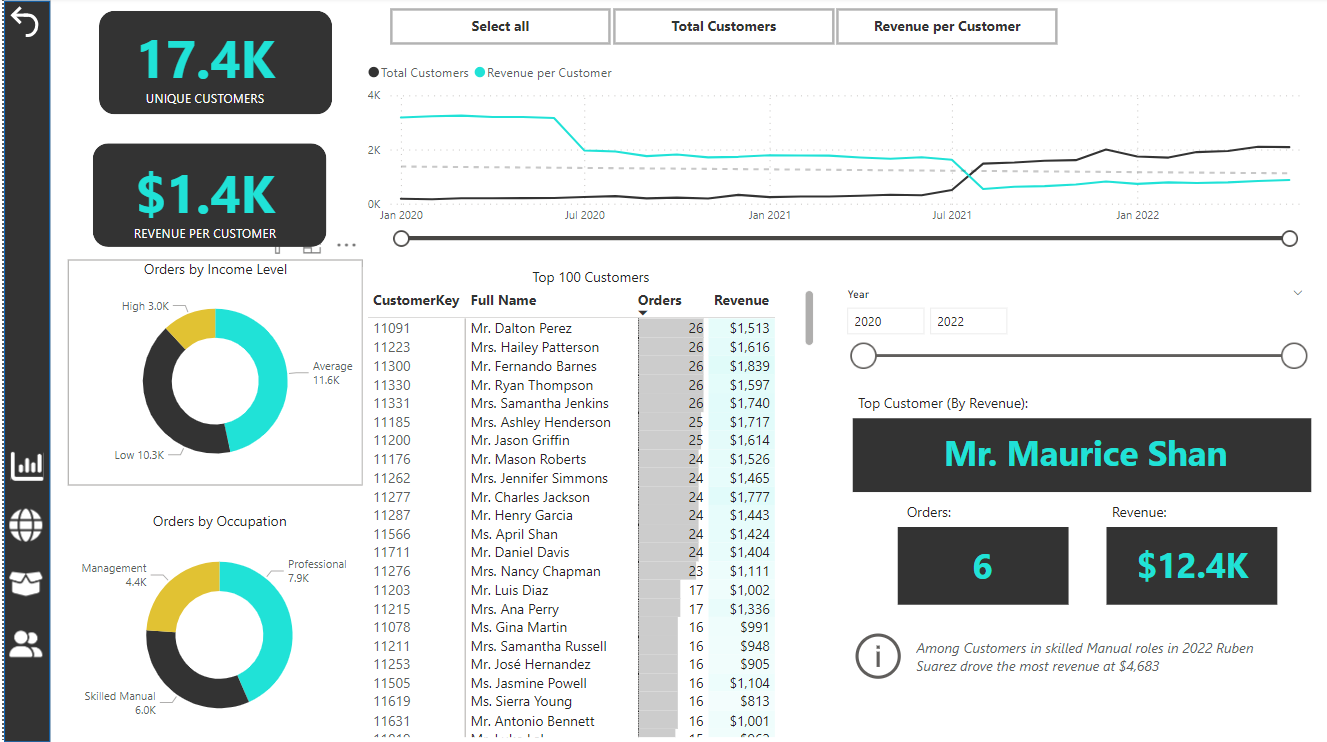 17.4K
UNIQUE CUSTOMERS
$1.4K
REVENUE PER CUSTOMER
Select all
Total Customers
Revenue per Customer
Total Customers Revenue per Customer
4K
2K
0K
Jan 2020 Jul 2020 Jan 2021 Jul 2021 Jan 2022
Orders by Income Level
High 3.0K
Average
11.6K
Low 10.3K
Orders by Occupation
Management
4.4K
Professional
7.9K
Skilled Manual
6.0K
Top 100 Customers
CustomerKey Full Name Orders Revenue
11091 Mr. Dalton Perez 26 $1,513
11223 Mrs. Hailey Patterson 26 $1,616
11300 Mr. Fernando Barnes 26 $1,839
11330 Mr. Ryan Thompson 26 $1,597
11331 Mrs. Samantha Jenkins 26 $1,740
11185 Mrs. Ashley Henderson 25 $1,717
11200 Mr. Jason Griffin 25 $1,614
11176 Mr. Mason Roberts 24 $1,526
11262 Mrs. Jennifer Simmons 24 $1,465
11277 Mr. Charles Jackson 24 $1,777
11287 Mr. Henry Garcia 24 $1,443
11566 Ms. April Shan 24 $1,424
11711 Mr. Daniel Davis 24 $1,404
11276 Mrs. Nancy Chapman 23 $1,111
11203 Mr. Luis Diaz 17 $1,002
11215 Mrs. Ana Perry 17 $1,336
11078 Ms. Gina Martin 16 $991
11211 Mrs. Samantha Russell 16 $948
11253 Mr. José Hernandez 16 $905
11505 Ms. Jasmine Powell 16 $1,104
11619 Ms. Sierra Young 16 $813
11631 Mr. Antonio Bennett 16 $1,001
Year
2020 2022
Top Customer (By Revenue):
Mr. Maurice Shan
Orders: Revenue:
6 $12.4K
Among Customers in skilled Manual roles in 2022 Ruben
Suarez drove the most revenue at $4,683